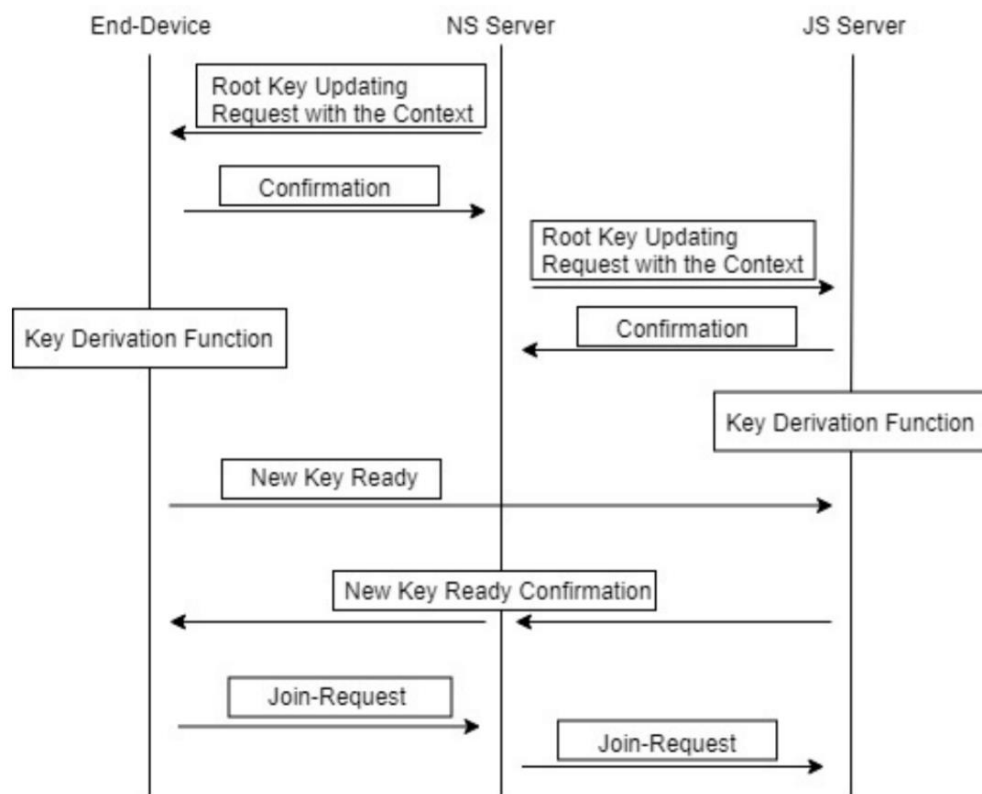 End-Device
NS Server
JS Server
Root Key Updating
Request with the Context
Confirmation
Root Key Updating
Request with the Context
Key Derivation Function
Confirmation
Key Derivation Function
New Key Ready
New Key Ready Confirmation
Join-Request
Join-Request